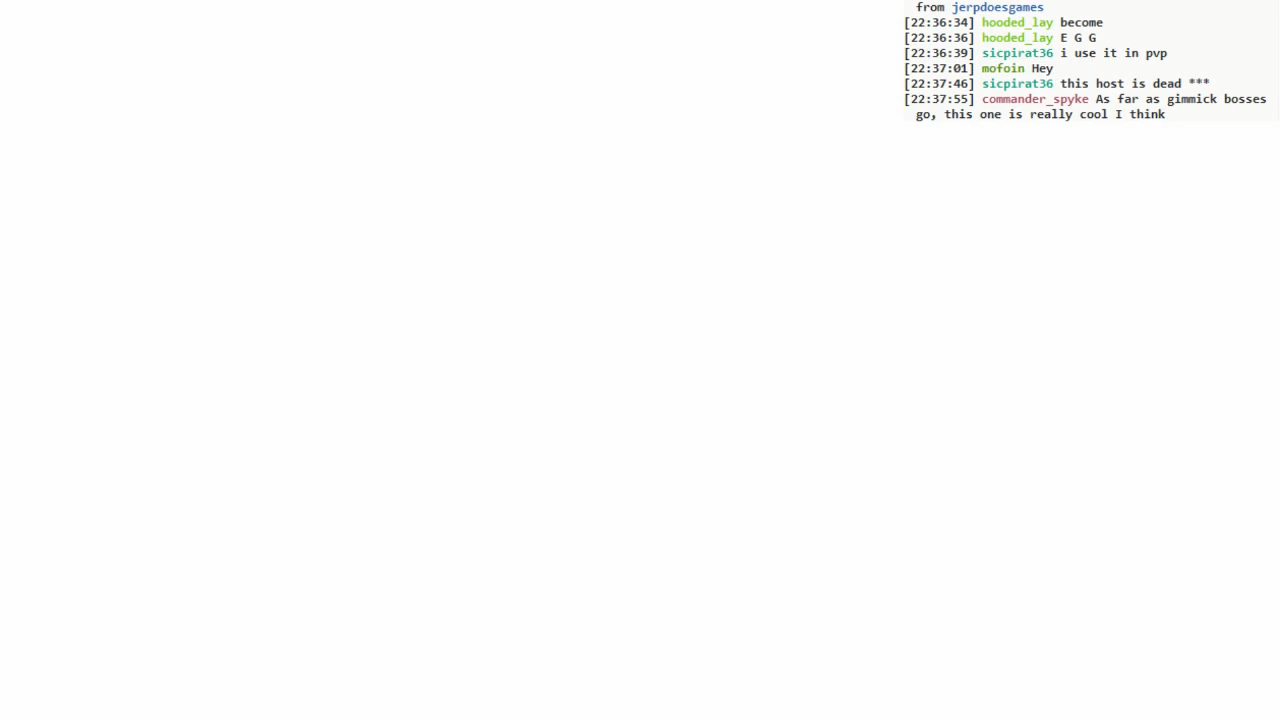 from jerpdoesgames
[22:36:34] hooded_lay become
[22:36:36] hooded_lay E G G
[22:36:39] sicpirat36 i use it in pvp
[22:37:01] mofoin Hey
[22:37:46] sicpirat36 this host is dead ***
[22:37:55] commander_spyke As far as gimmick bosses
go, this one is really cool I think